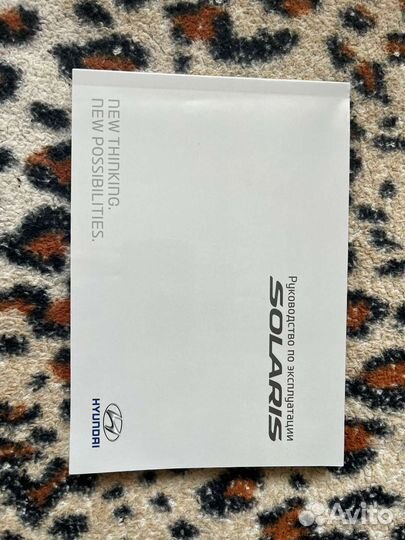 Руководство по эксплуатации
SOLARIS
NEW THINKING.
NEW POSSIBILITIES.
HYUNDAI
Avito